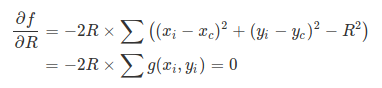 ∂f/∂R = −2R × ∑ ((xᵢ − x_c)² + (yᵢ − y_c)² − R²)
= −2R × ∑ g(xᵢ, yᵢ) = 0